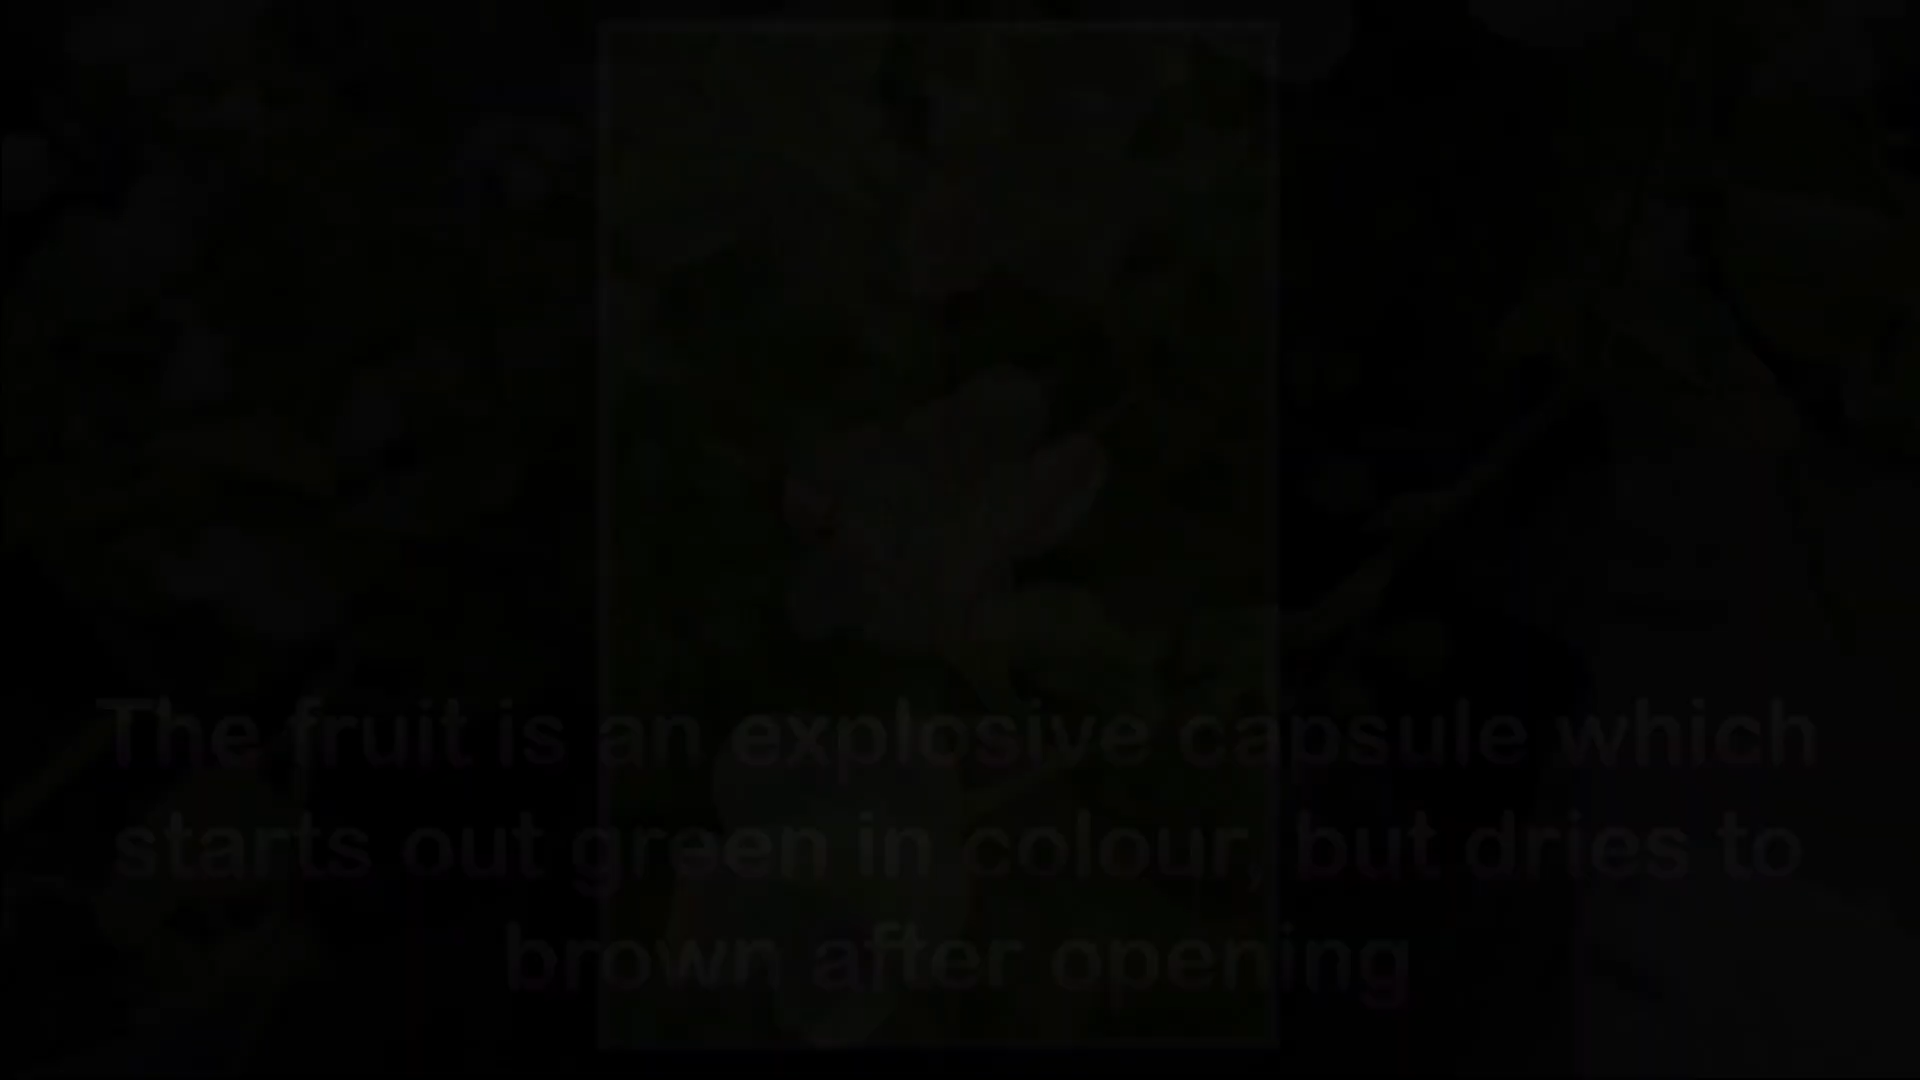 The fruit is an explosive capsule which
starts out green in colour, but dries to
brown after opening